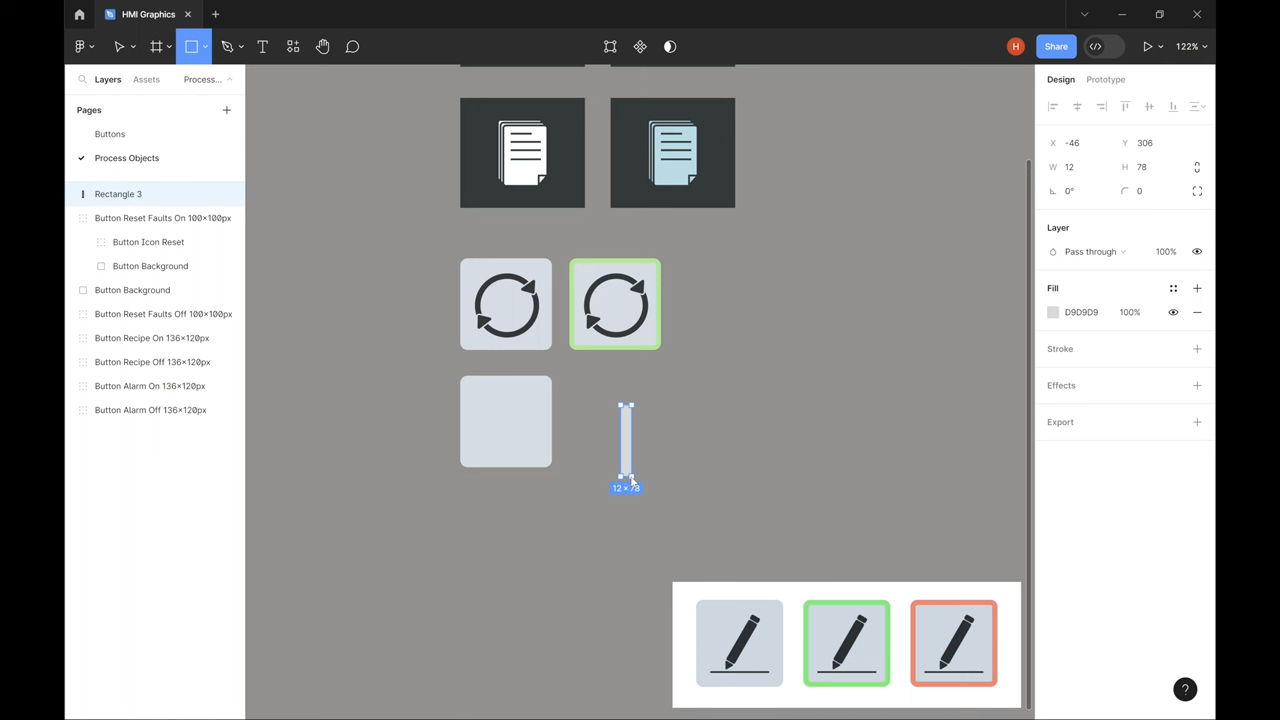 HMI Graphics
H
Share
122%
Layers
Assets
Process...
Pages
Buttons
Process Objects
Rectangle 3
Button Reset Faults On 100×100px
Button Icon Reset
Button Background
Button Background
Button Reset Faults Off 100×100px
Button Recipe On 136×120px
Button Recipe Off 136×120px
Button Alarm On 136×120px
Button Alarm Off 136×120px
12 × 78
Design
Prototype
X -46
Y 306
W 12
H 78
0°
0
Layer
Pass through
100%
Fill
D9D9D9
100%
Stroke
Effects
Export
?